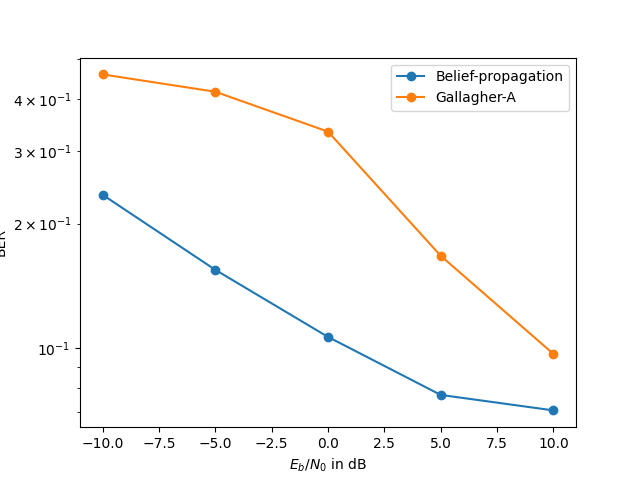 Belief-propagation
Gallagher-A
4 × 10⁻¹
3 × 10⁻¹
2 × 10⁻¹
10⁻¹
BER
−10.0 −7.5 −5.0 −2.5 0.0 2.5 5.0 7.5 10.0
E_b/N_0 in dB